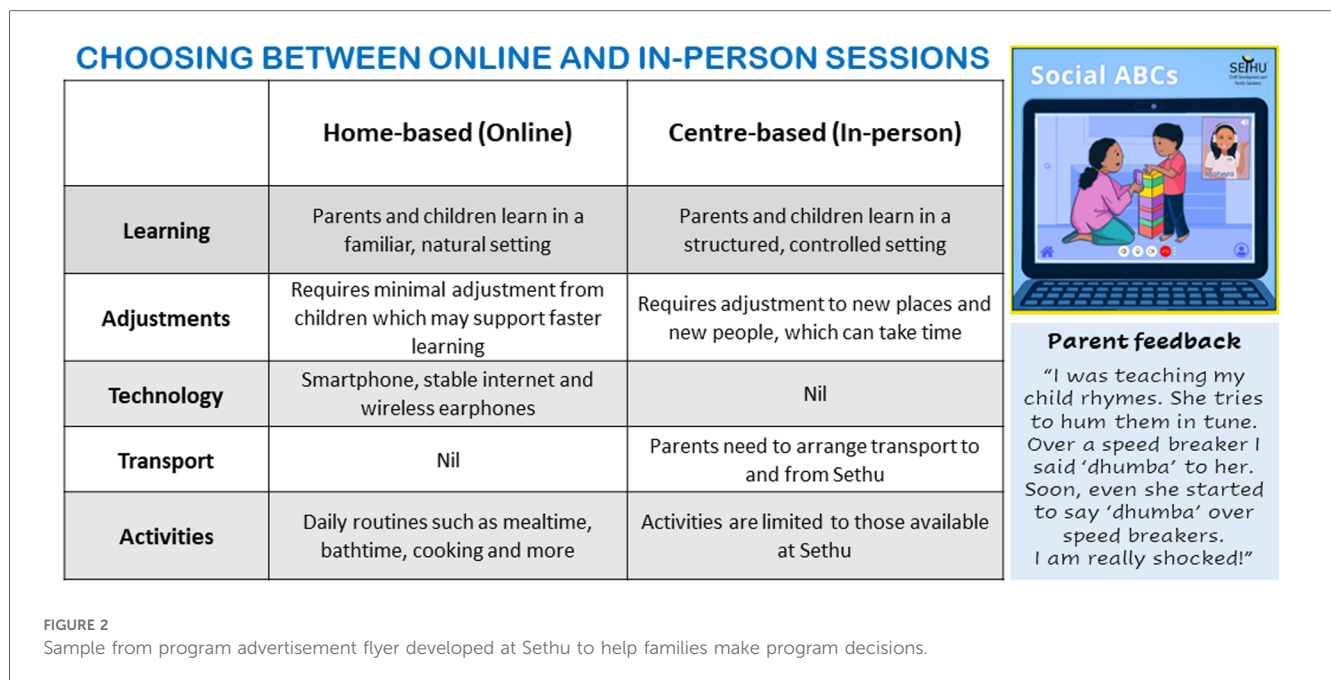 CHOOSING BETWEEN ONLINE AND IN-PERSON SESSIONS
Home-based (Online)
Centre-based (In-person)
Learning
Parents and children learn in a
familiar, natural setting
Parents and children learn in a
structured, controlled setting
Adjustments
Requires minimal adjustment from
children which may support faster
learning
Requires adjustment to new places and
new people, which can take time
Technology
Smartphone, stable internet and
wireless earphones
Nil
Transport
Nil
Parents need to arrange transport to
and from Sethu
Activities
Daily routines such as mealtime,
bathtime, cooking and more
Activities are limited to those available
at Sethu
Social ABCs
SETHU
Child Development and
Family Guidance
Parent feedback
“I was teaching my
child rhymes. She tries
to hum them in tune.
Over a speed breaker I
said ‘dhumba’ to her.
Soon, even she started
to say ‘dhumba’ over
speed breakers.
I am really shocked!”
FIGURE 2
Sample from program advertisement flyer developed at Sethu to help families make program decisions.